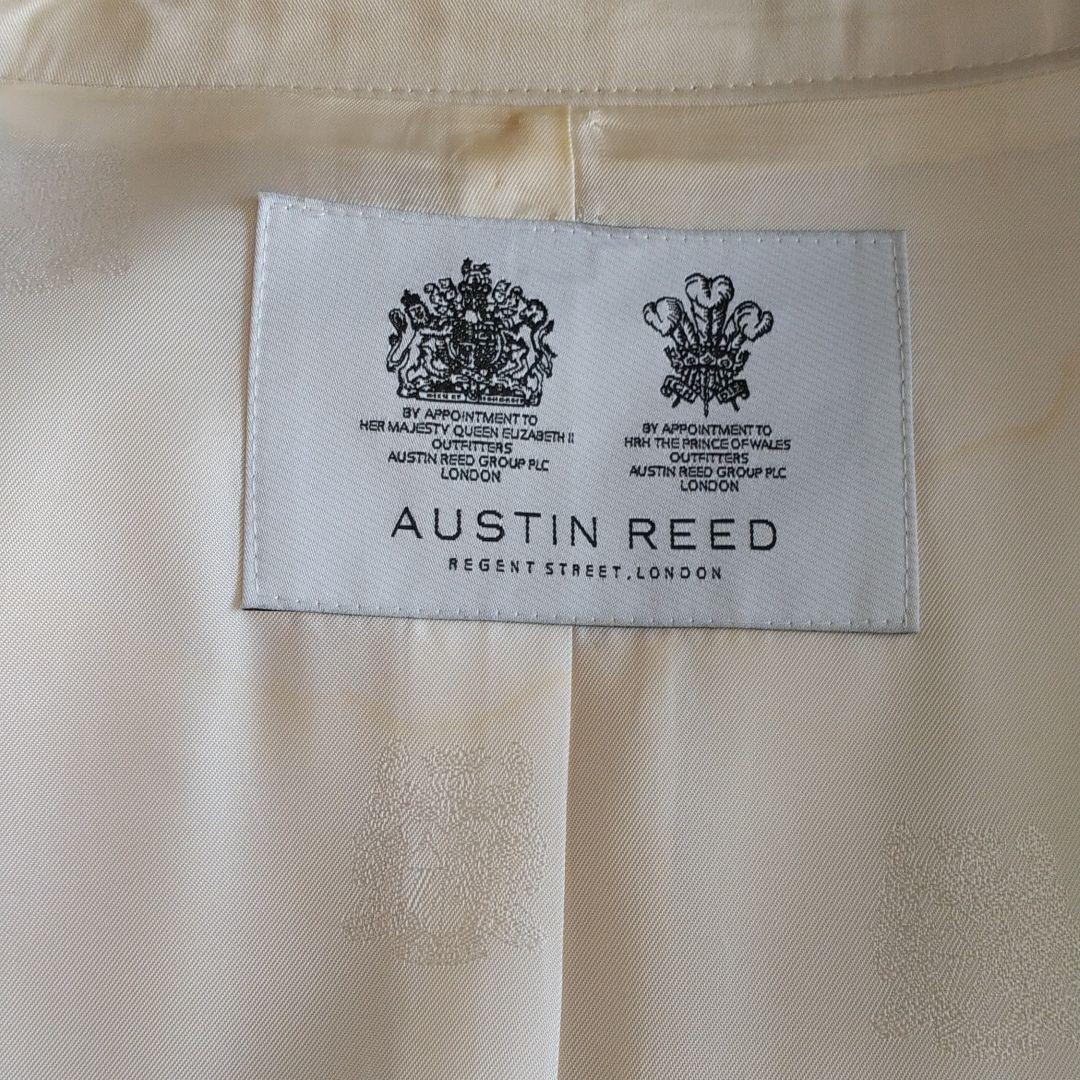 BY APPOINTMENT TO
HER MAJESTY QUEEN ELIZABETH II
OUTFITTERS
AUSTIN REED GROUP PLC
LONDON
BY APPOINTMENT TO
HRH THE PRINCE OF WALES
OUTFITTERS
AUSTIN REED GROUP PLC
LONDON
AUSTIN REED
REGENT STREET, LONDON